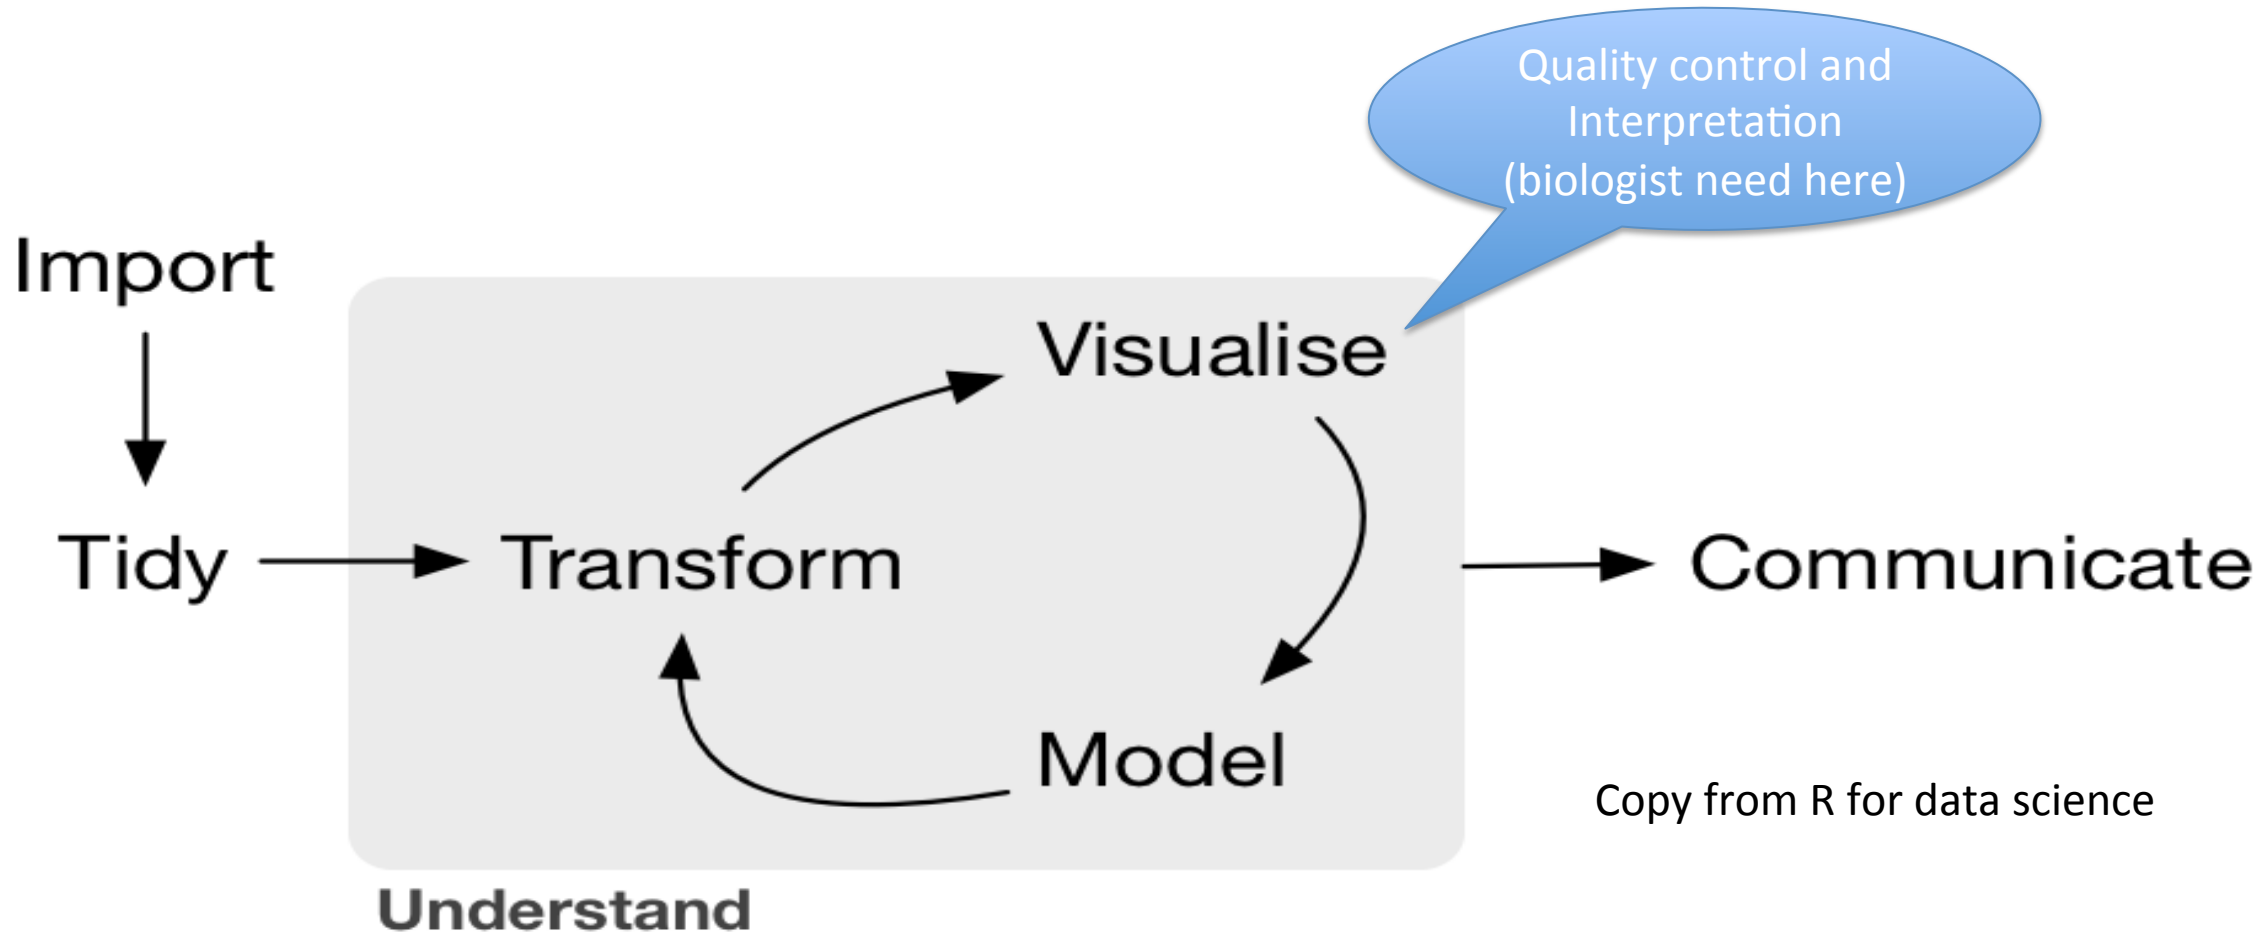 Quality control and
Interpretation
(biologist need here)
Import
Visualise
Tidy
Transform
Communicate
Model
Copy from R for data science
Understand